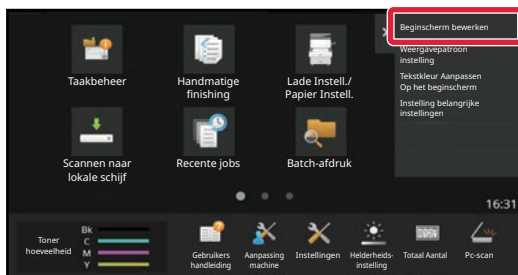 Beginscherm bewerken
Weergavepatroon
instelling
Tekstkleur Aanpassen
Op het beginscherm
Instelling belangrijke
instellingen
Taakbeheer
Handmatige
finishing
Lade Instell./
Papier Instell.
Scannen naar
lokale schijf
Recente jobs
Batch-afdruk
16:31
Toner
hoeveelheid
Bk
C
M
Y
Gebruikers
handleiding
Aanpassing
machine
Instellingen
Helderheids-
instelling
Totaal Aantal
Pc-scan